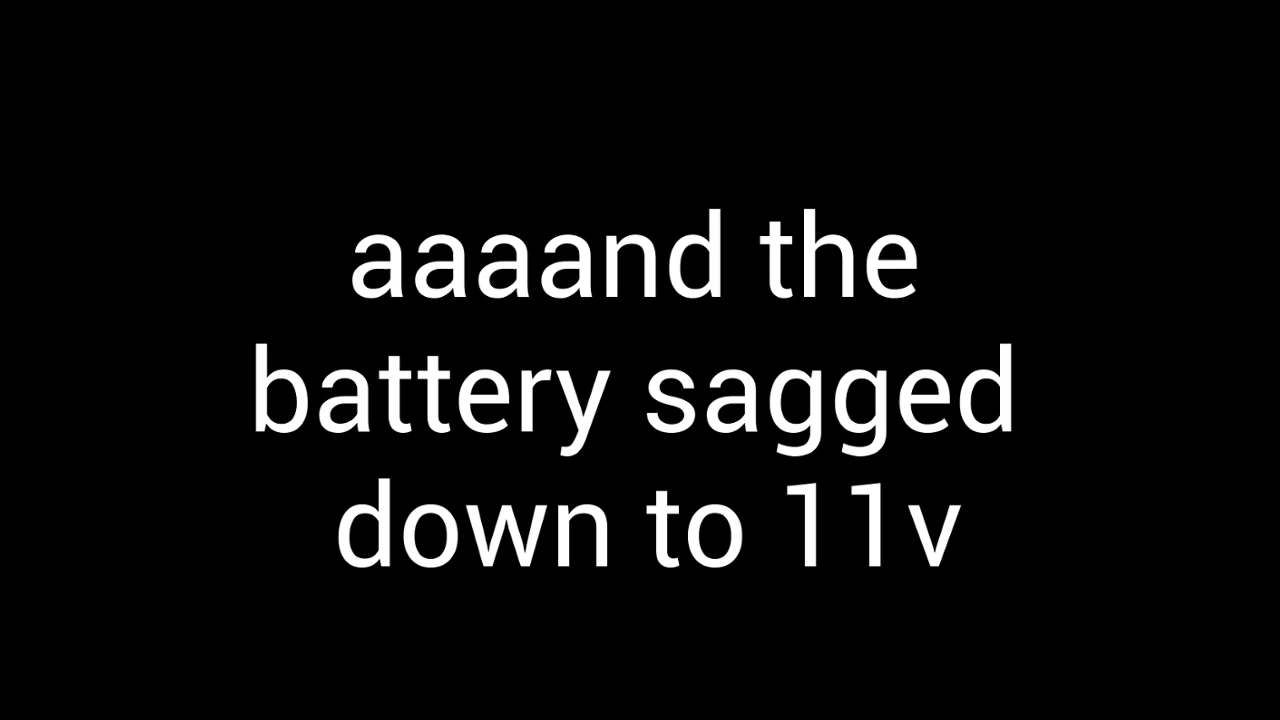 aaaand the
battery sagged
down to 11v